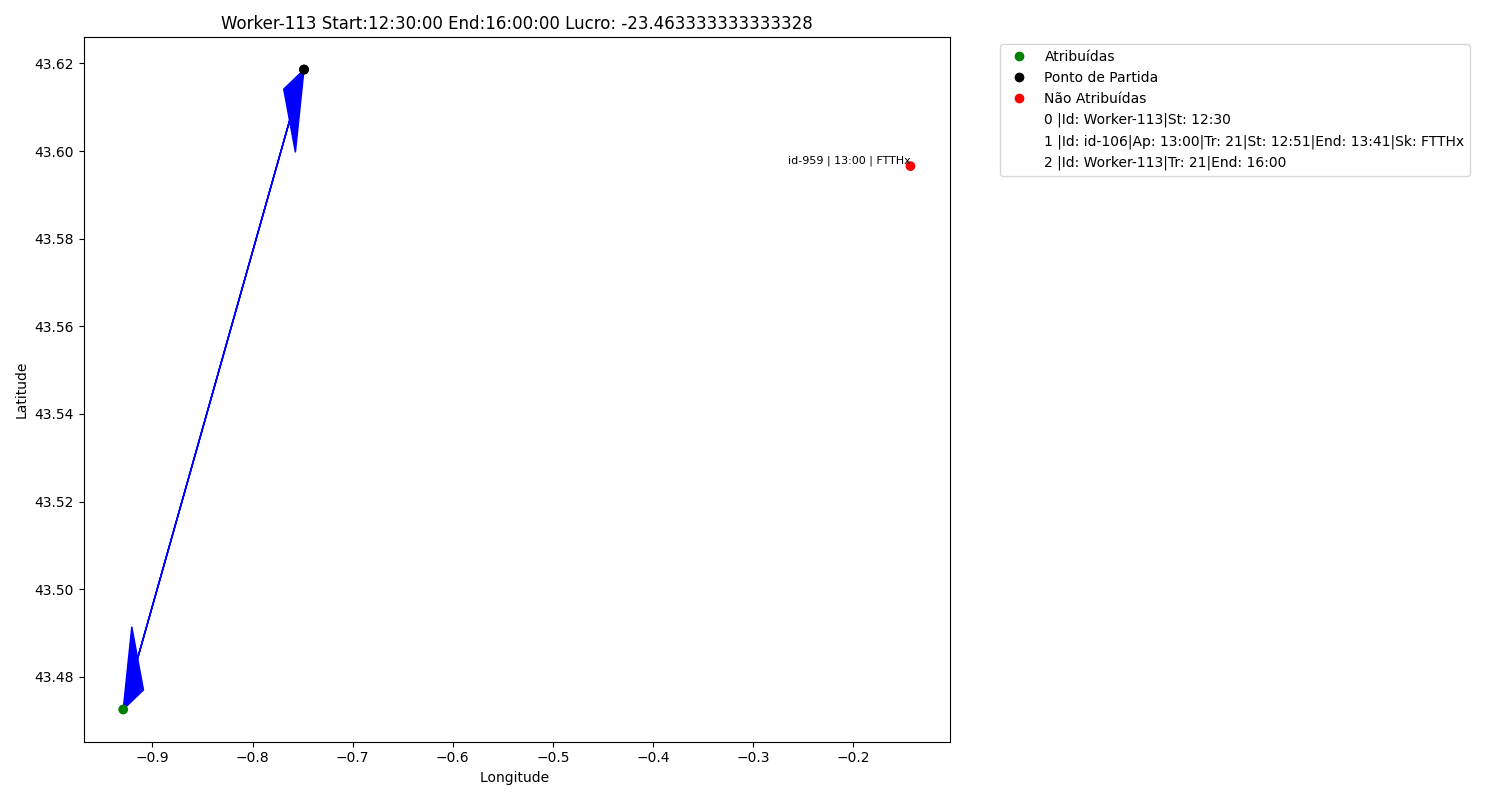 Worker-113 Start:12:30:00 End:16:00:00 Lucro: -23.463333333333328
43.62
43.60
43.58
43.56
43.54
43.52
43.50
43.48
Latitude
id-959 | 13:00 | FTTHx
−0.9
−0.8
−0.7
−0.6
−0.5
−0.4
−0.3
−0.2
Longitude
Atribuídas
Ponto de Partida
Não Atribuídas
0 |Id: Worker-113|St: 12:30
1 |Id: id-106|Ap: 13:00|Tr: 21|St: 12:51|End: 13:41|Sk: FTTHx
2 |Id: Worker-113|Tr: 21|End: 16:00